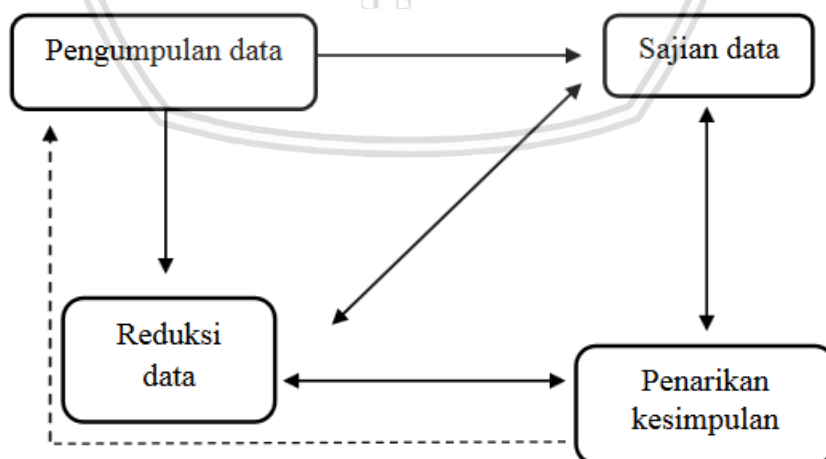 Pengumpulan data
Sajian data
Reduksi
data
Penarikan
kesimpulan